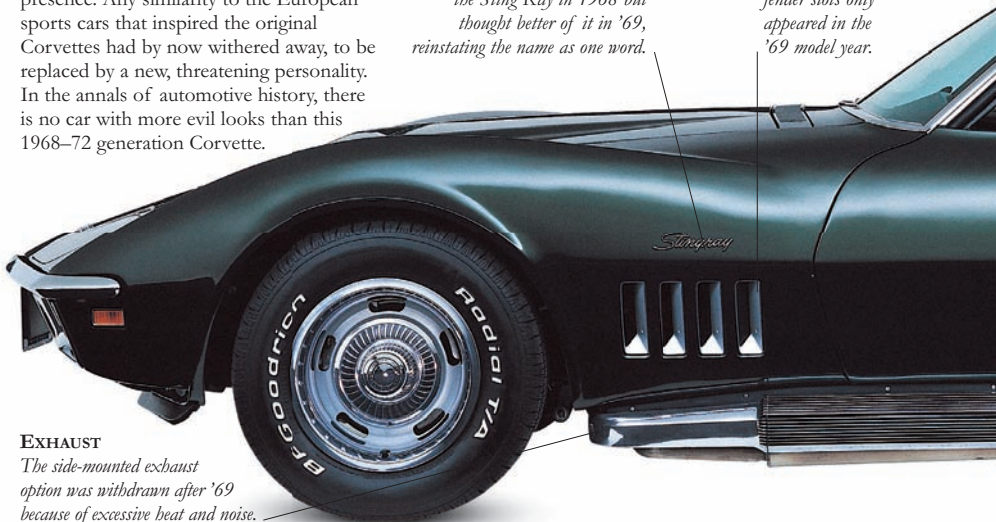 presence. Any similarity to the European
sports cars that inspired the original
Corvettes had by now withered away, to be
replaced by a new, threatening personality.
In the annals of automotive history, there
is no car with more evil looks than this
1968–72 generation Corvette.
the Sting Ray in 1968 but
thought better of it in ’69,
reinstating the name as one word.
fender slots only
appeared in the
’69 model year.
Stingray
BFGoodrich
Radial T/A
EXHAUST
The side-mounted exhaust
option was withdrawn after ’69
because of excessive heat and noise.